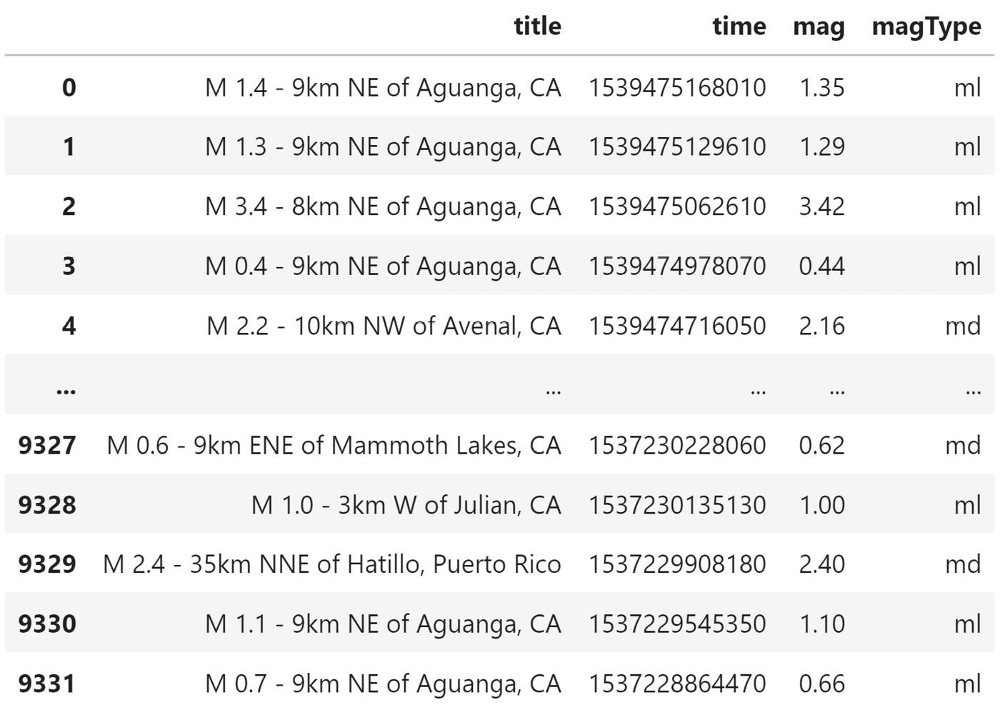 title time mag magType
0 M 1.4 - 9km NE of Aguanga, CA 1539475168010 1.35 ml
1 M 1.3 - 9km NE of Aguanga, CA 1539475129610 1.29 ml
2 M 3.4 - 8km NE of Aguanga, CA 1539475062610 3.42 ml
3 M 0.4 - 9km NE of Aguanga, CA 1539474978070 0.44 ml
4 M 2.2 - 10km NW of Avenal, CA 1539474716050 2.16 md
... ... ... ... ...
9327 M 0.6 - 9km ENE of Mammoth Lakes, CA 1537230228060 0.62 md
9328 M 1.0 - 3km W of Julian, CA 1537230135130 1.00 ml
9329 M 2.4 - 35km NNE of Hatillo, Puerto Rico 1537229908180 2.40 md
9330 M 1.1 - 9km NE of Aguanga, CA 1537229545350 1.10 ml
9331 M 0.7 - 9km NE of Aguanga, CA 1537228864470 0.66 ml